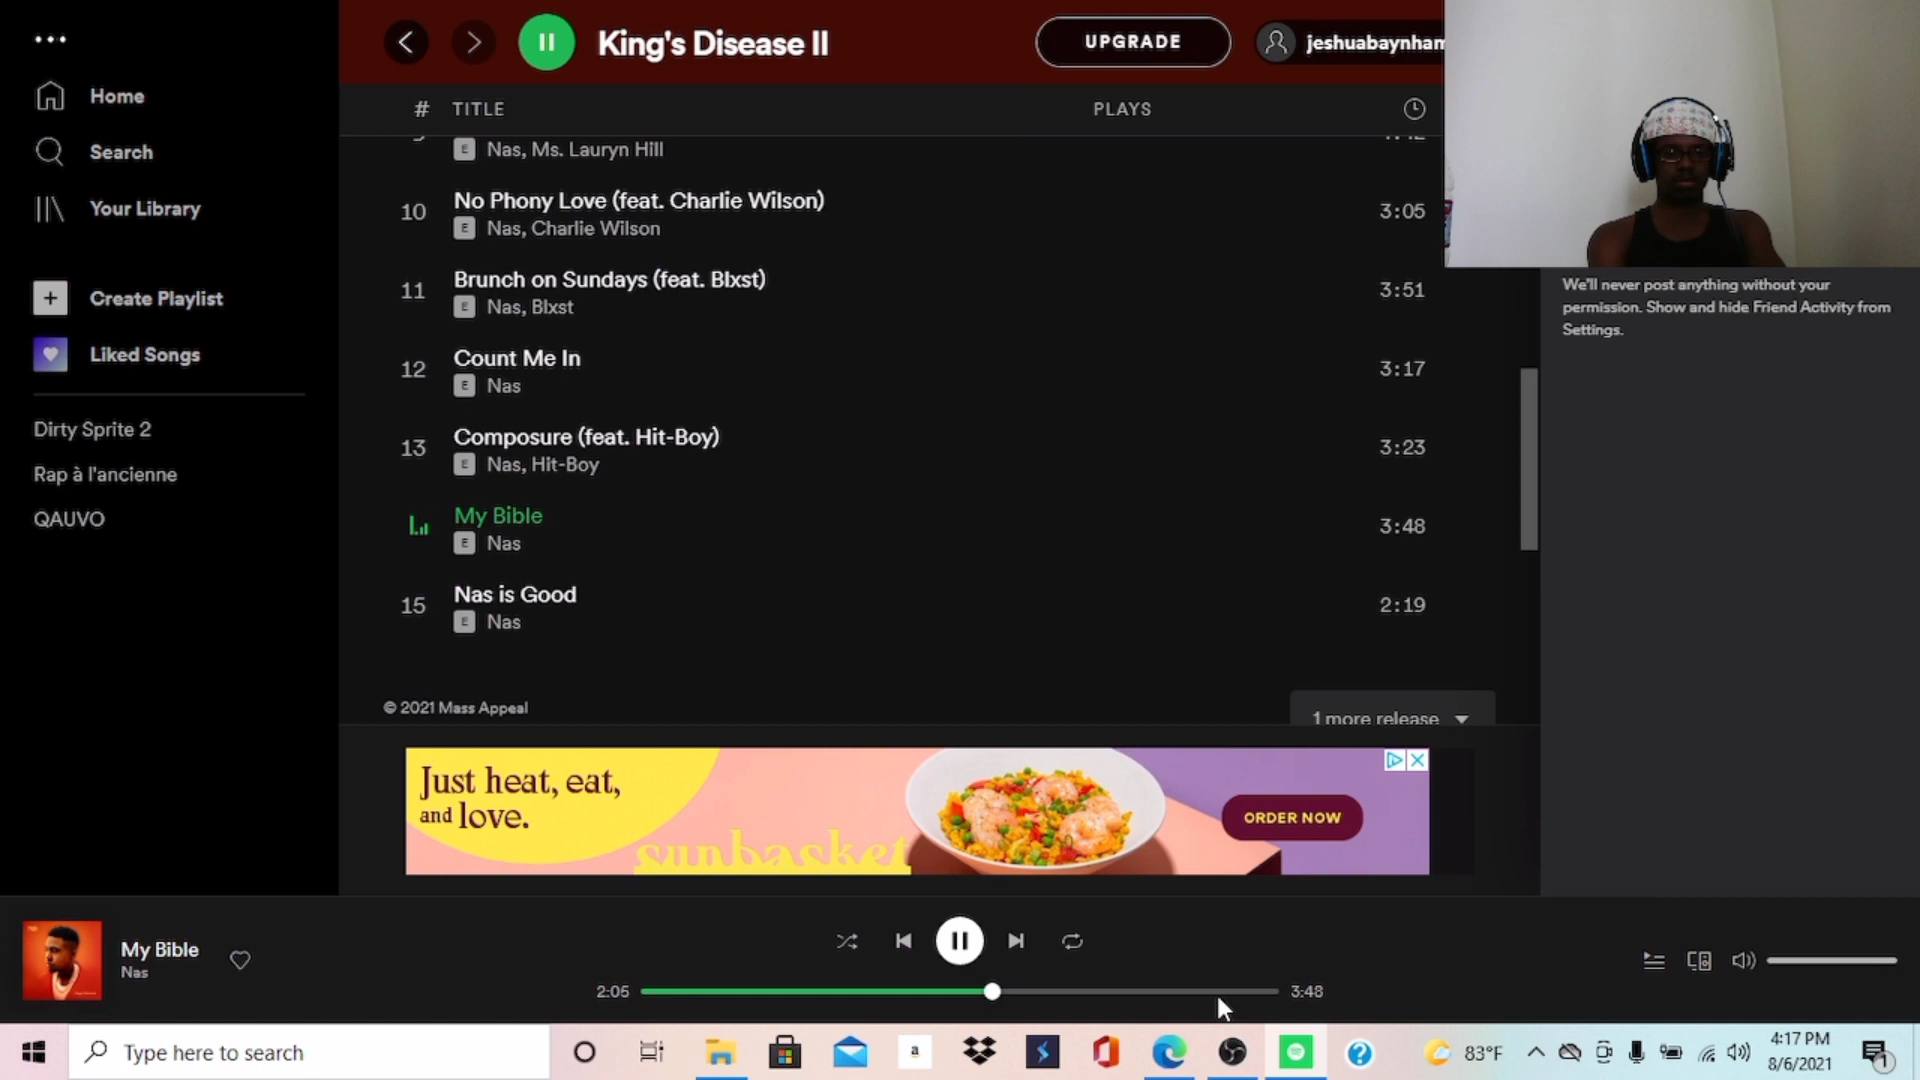 Home
Search
Your Library
Create Playlist
Liked Songs
Dirty Sprite 2
Rap à l'ancienne
QAUVO
King's Disease II
UPGRADE
jeshuabaynham
# TITLE PLAYS
E Nas, Ms. Lauryn Hill
10 No Phony Love (feat. Charlie Wilson) 3:05
E Nas, Charlie Wilson
11 Brunch on Sundays (feat. Blxst) 3:51
E Nas, Blxst
12 Count Me In 3:17
E Nas
13 Composure (feat. Hit-Boy) 3:23
E Nas, Hit-Boy
My Bible 3:48
E Nas
15 Nas is Good 2:19
E Nas
© 2021 Mass Appeal
1 more release
We'll never post anything without your
permission. Show and hide Friend Activity from
Settings.
Just heat, eat,
and love.
sunbasket
ORDER NOW
My Bible
Nas
2:05 3:48
Type here to search
a
83°F
4:17 PM
8/6/2021
1